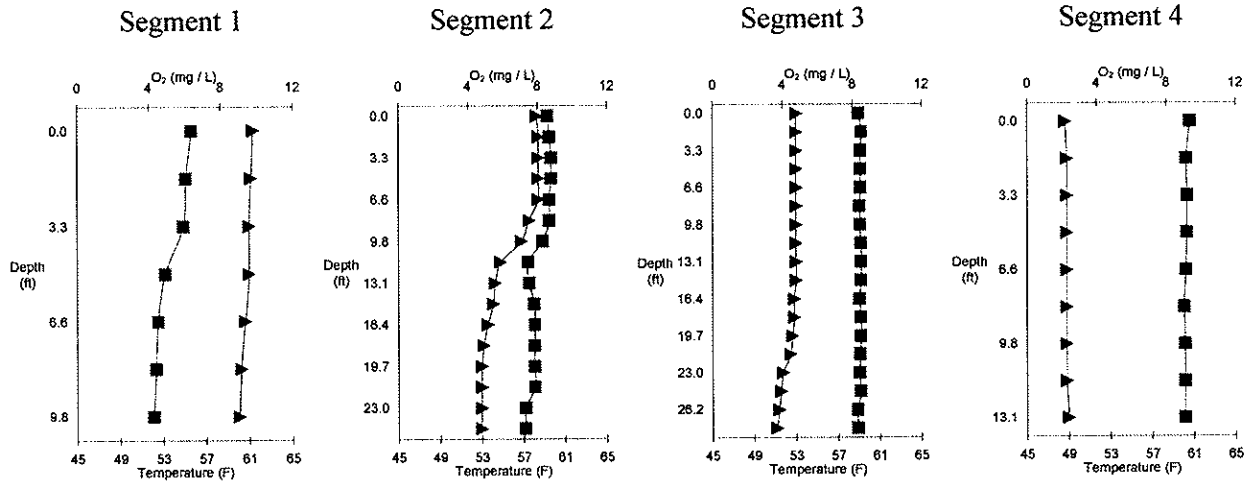 Segment 1
O2 (mg / L)
0 4 8 12
0.0
3.3
Depth
(ft)
6.6
9.8
45 49 53 57 61 65
Temperature (F)
Segment 2
O2 (mg / L)
0 4 8 12
0.0
3.3
6.6
9.8
Depth
(ft)
13.1
18.4
19.7
23.0
45 49 53 57 61 65
Temperature (F)
Segment 3
O2 (mg / L)
0 4 8 12
0.0
3.3
6.6
9.8
Depth
(ft)
13.1
16.4
19.7
23.0
26.2
45 49 53 57 61 65
Temperature (F)
Segment 4
O2 (mg / L)
0 4 8 12
0.0
3.3
Depth
(ft)
6.6
9.8
13.1
45 49 53 57 61 65
Temperature (F)